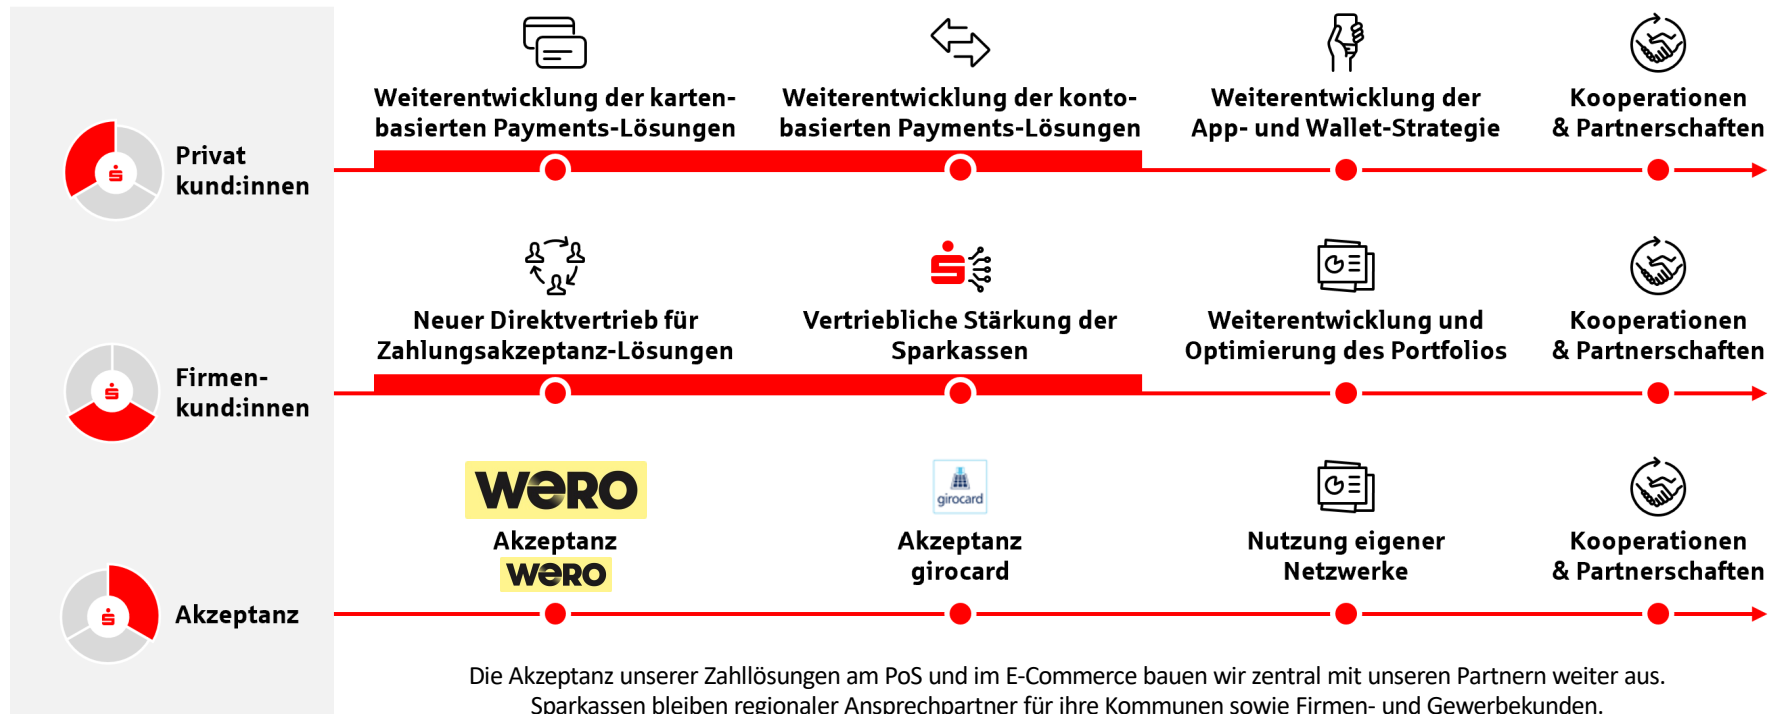 Weiterentwicklung der karten-
basierten Payments-Lösungen
Weiterentwicklung der konto-
basierten Payments-Lösungen
Weiterentwicklung der
App- und Wallet-Strategie
Kooperationen
& Partnerschaften
Privat
kund:innen
Neuer Direktvertrieb für
Zahlungsakzeptanz-Lösungen
Vertriebliche Stärkung der
Sparkassen
Weiterentwicklung und
Optimierung des Portfolios
Kooperationen
& Partnerschaften
Firmen-
kund:innen
wero
Akzeptanz
wero
girocard
Akzeptanz
girocard
Nutzung eigener
Netzwerke
Kooperationen
& Partnerschaften
Akzeptanz
Die Akzeptanz unserer Zahllösungen am PoS und im E-Commerce bauen wir zentral mit unseren Partnern weiter aus.
Sparkassen bleiben regionaler Ansprechpartner für ihre Kommunen sowie Firmen- und Gewerbekunden.